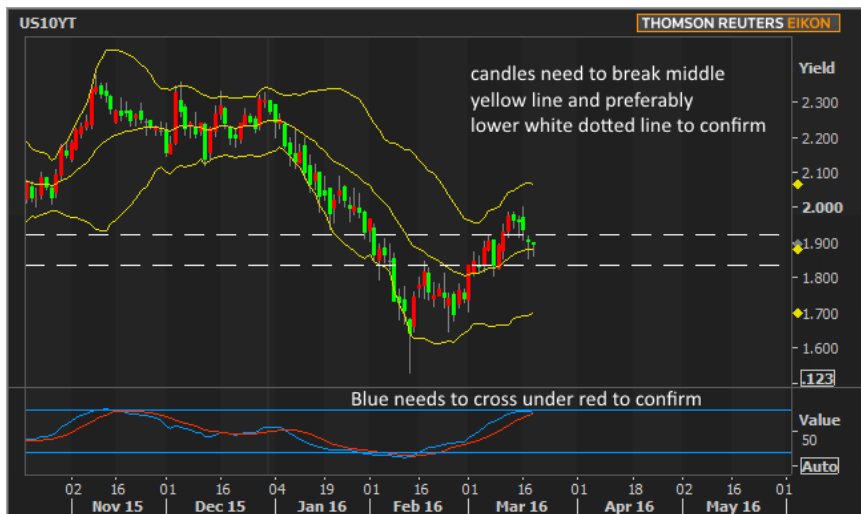 US10YT
THOMSON REUTERS EIKON
candles need to break middle
yellow line and preferably
lower white dotted line to confirm
Yield
2.300
2.200
2.100
2.000
1.900
1.800
1.700
1.600
.123
Blue needs to cross under red to confirm
Value
50
Auto
02 16 01 16 04 19 01 16 01 16 01 18 02 16 01
Nov 15 Dec 15 Jan 16 Feb 16 Mar 16 Apr 16 May 16